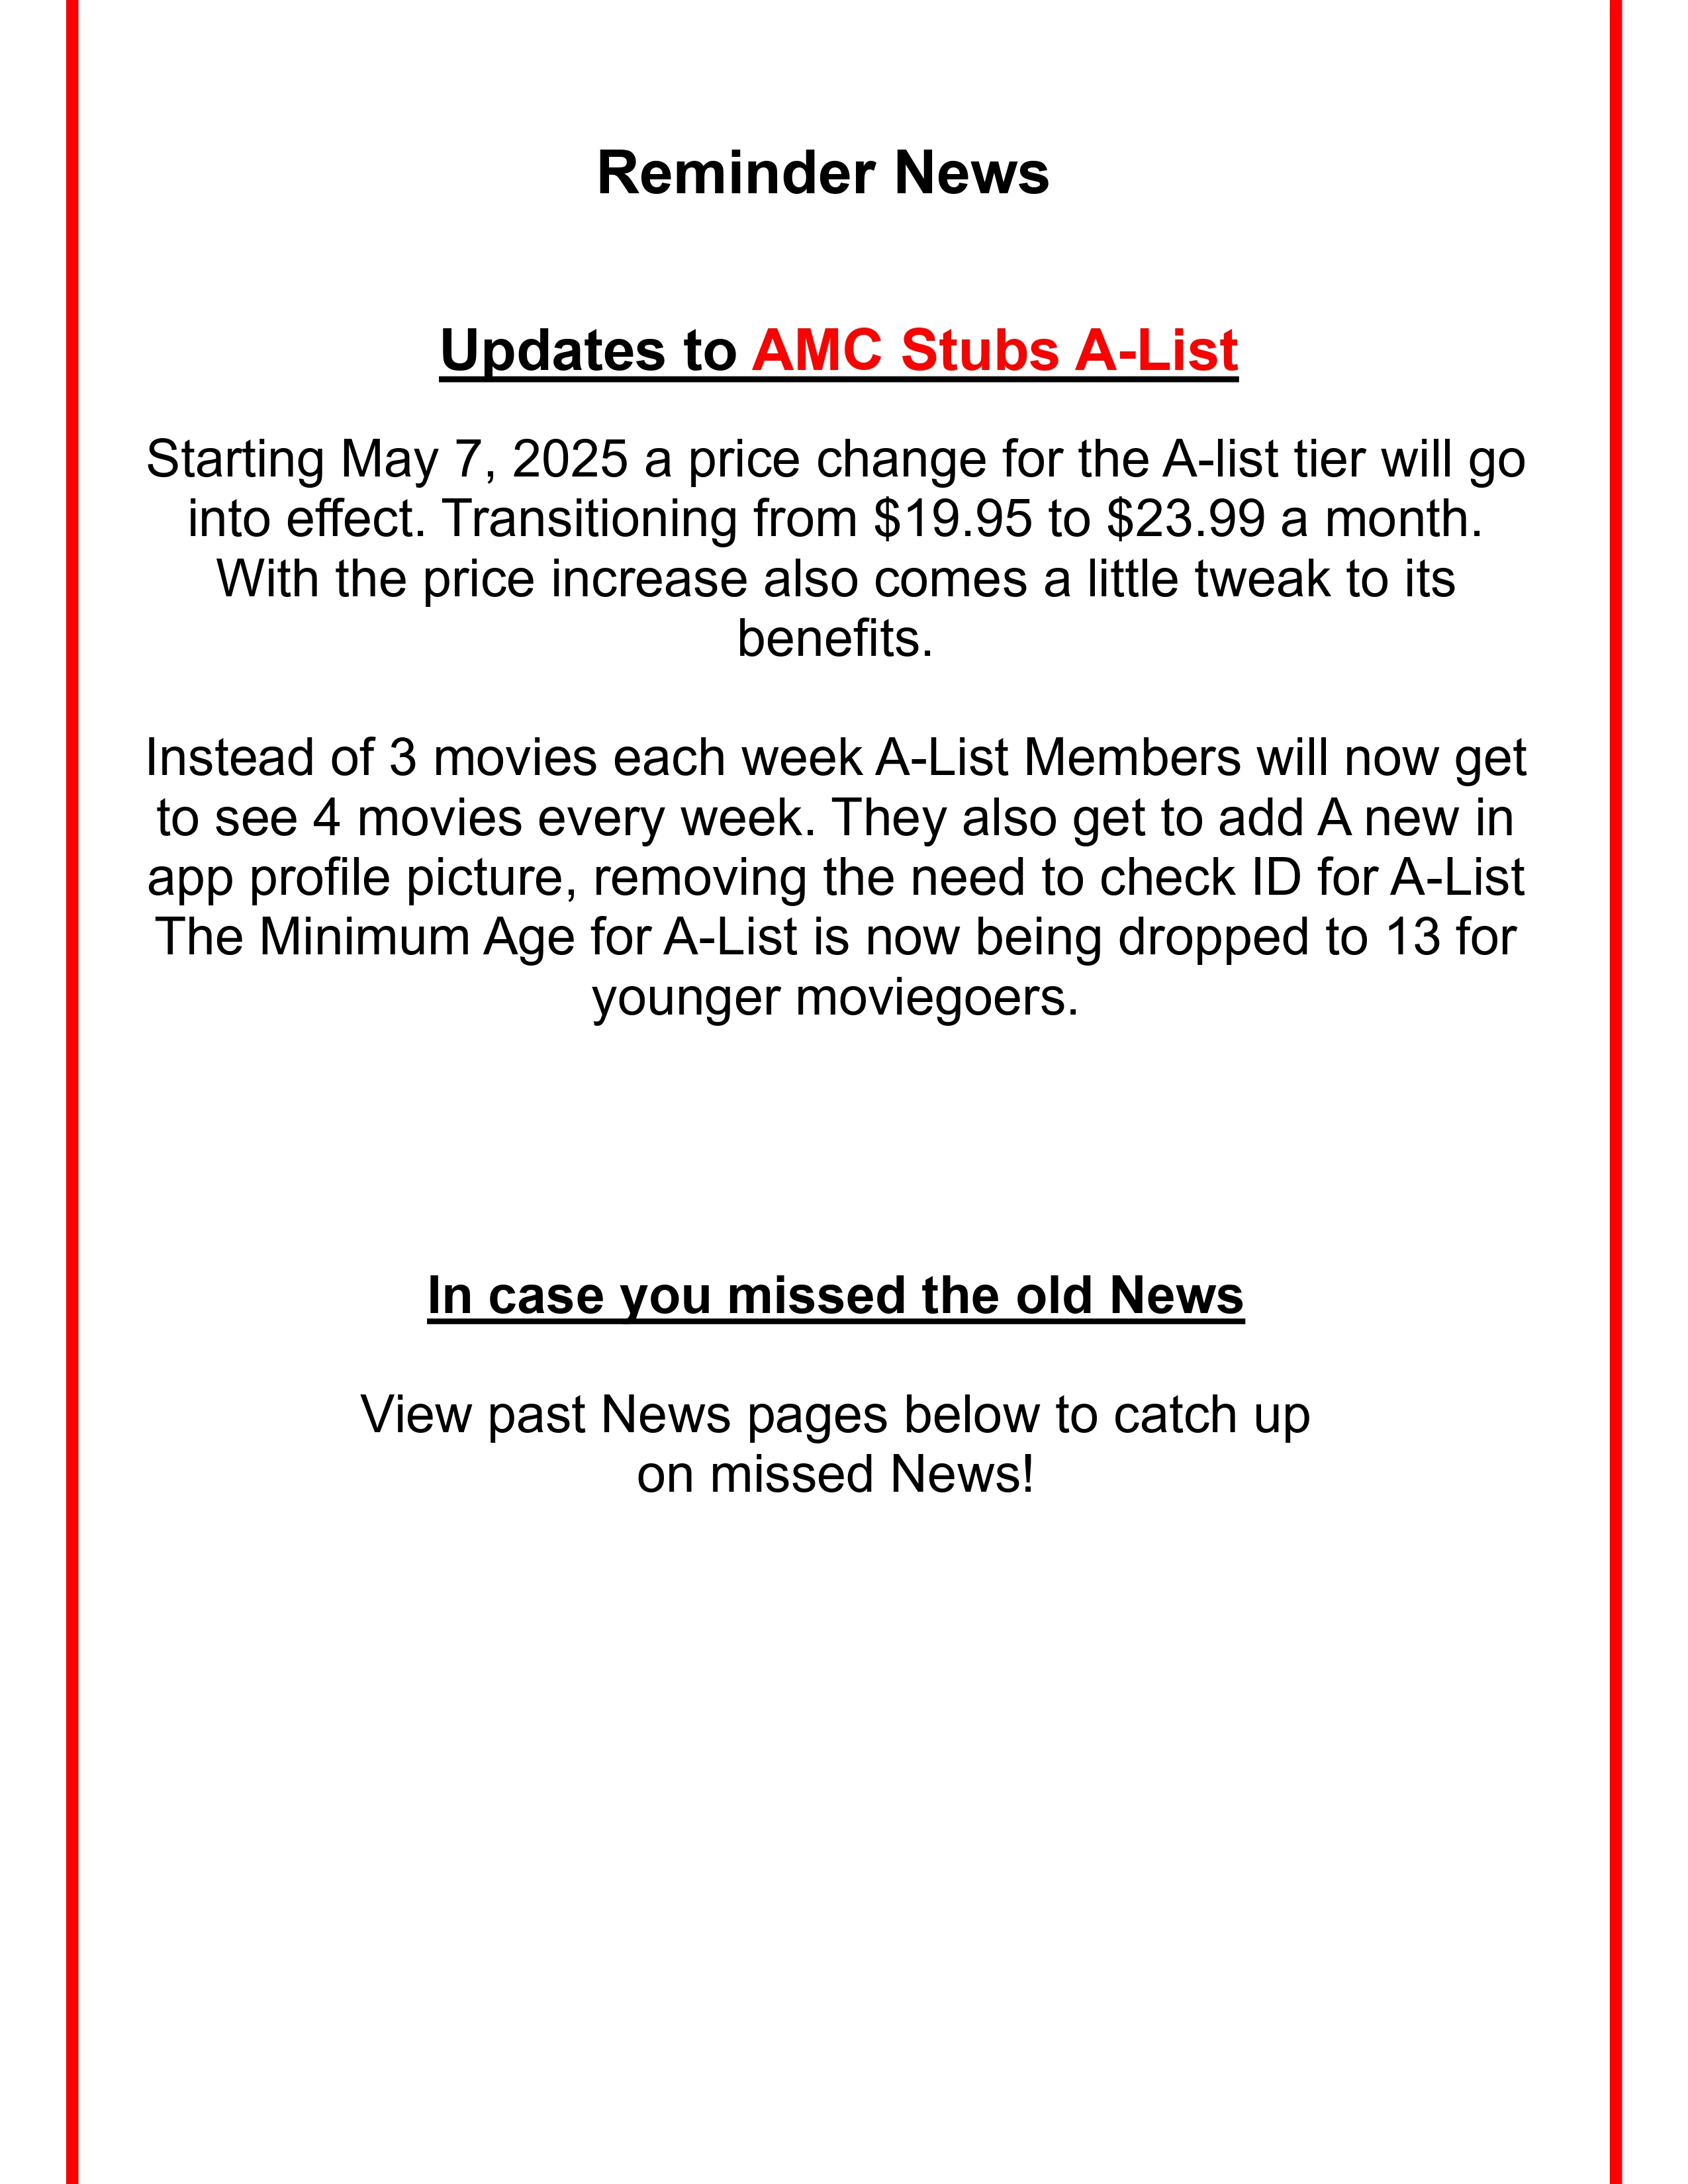 Reminder News
Updates to AMC Stubs A-List
Starting May 7, 2025 a price change for the A-list tier will go
into effect. Transitioning from $19.95 to $23.99 a month.
With the price increase also comes a little tweak to its
benefits.
Instead of 3 movies each week A-List Members will now get
to see 4 movies every week. They also get to add A new in
app profile picture, removing the need to check ID for A-List
The Minimum Age for A-List is now being dropped to 13 for
younger moviegoers.
In case you missed the old News
View past News pages below to catch up
on missed News!